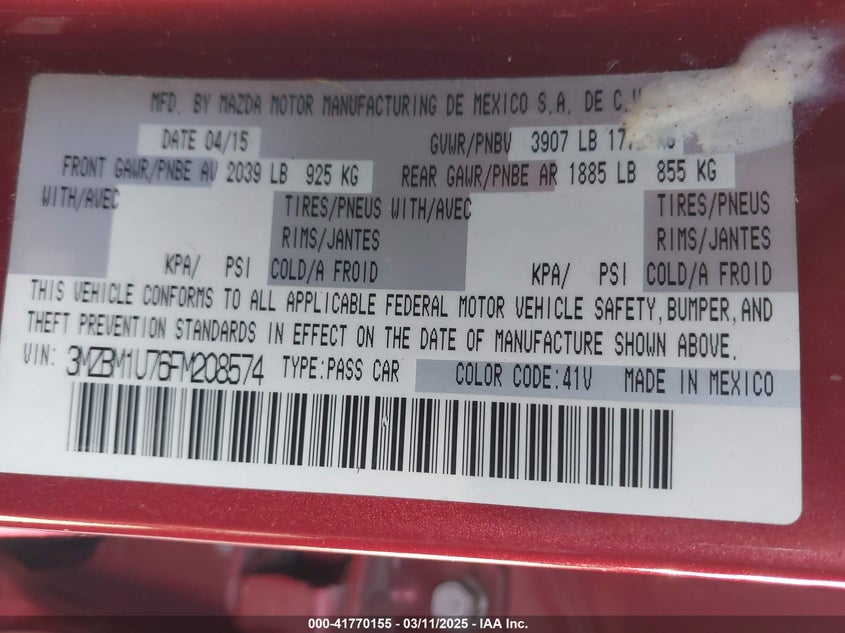 MFD. BY MAZDA MOTOR MANUFACTURING DE MEXICO S.A. DE C.V
DATE 04/15 GVWR/PNBV 3907 LB KG
FRONT GAWR/PNBE AV 2039 LB 925 KG REAR GAWR/PNBE AR 1885 LB 855 KG
WITH/AVEC TIRES/PNEUS WITH/AVEC TIRES/PNEUS
RIMS/JANTES RIMS/JANTES
KPA/ PSI COLD/A FROID KPA/ PSI COLD/A FROID
THIS VEHICLE CONFORMS TO ALL APPLICABLE FEDERAL MOTOR VEHICLE SAFETY, BUMPER, AND
THEFT PREVENTION STANDARDS IN EFFECT ON THE DATE OF MANUFACTURE SHOWN ABOVE.
VIN: 3MZBM1U76FM208574 TYPE:PASS CAR COLOR CODE:41V MADE IN MEXICO
000-41770155 - 03/11/2025 - IAA Inc.